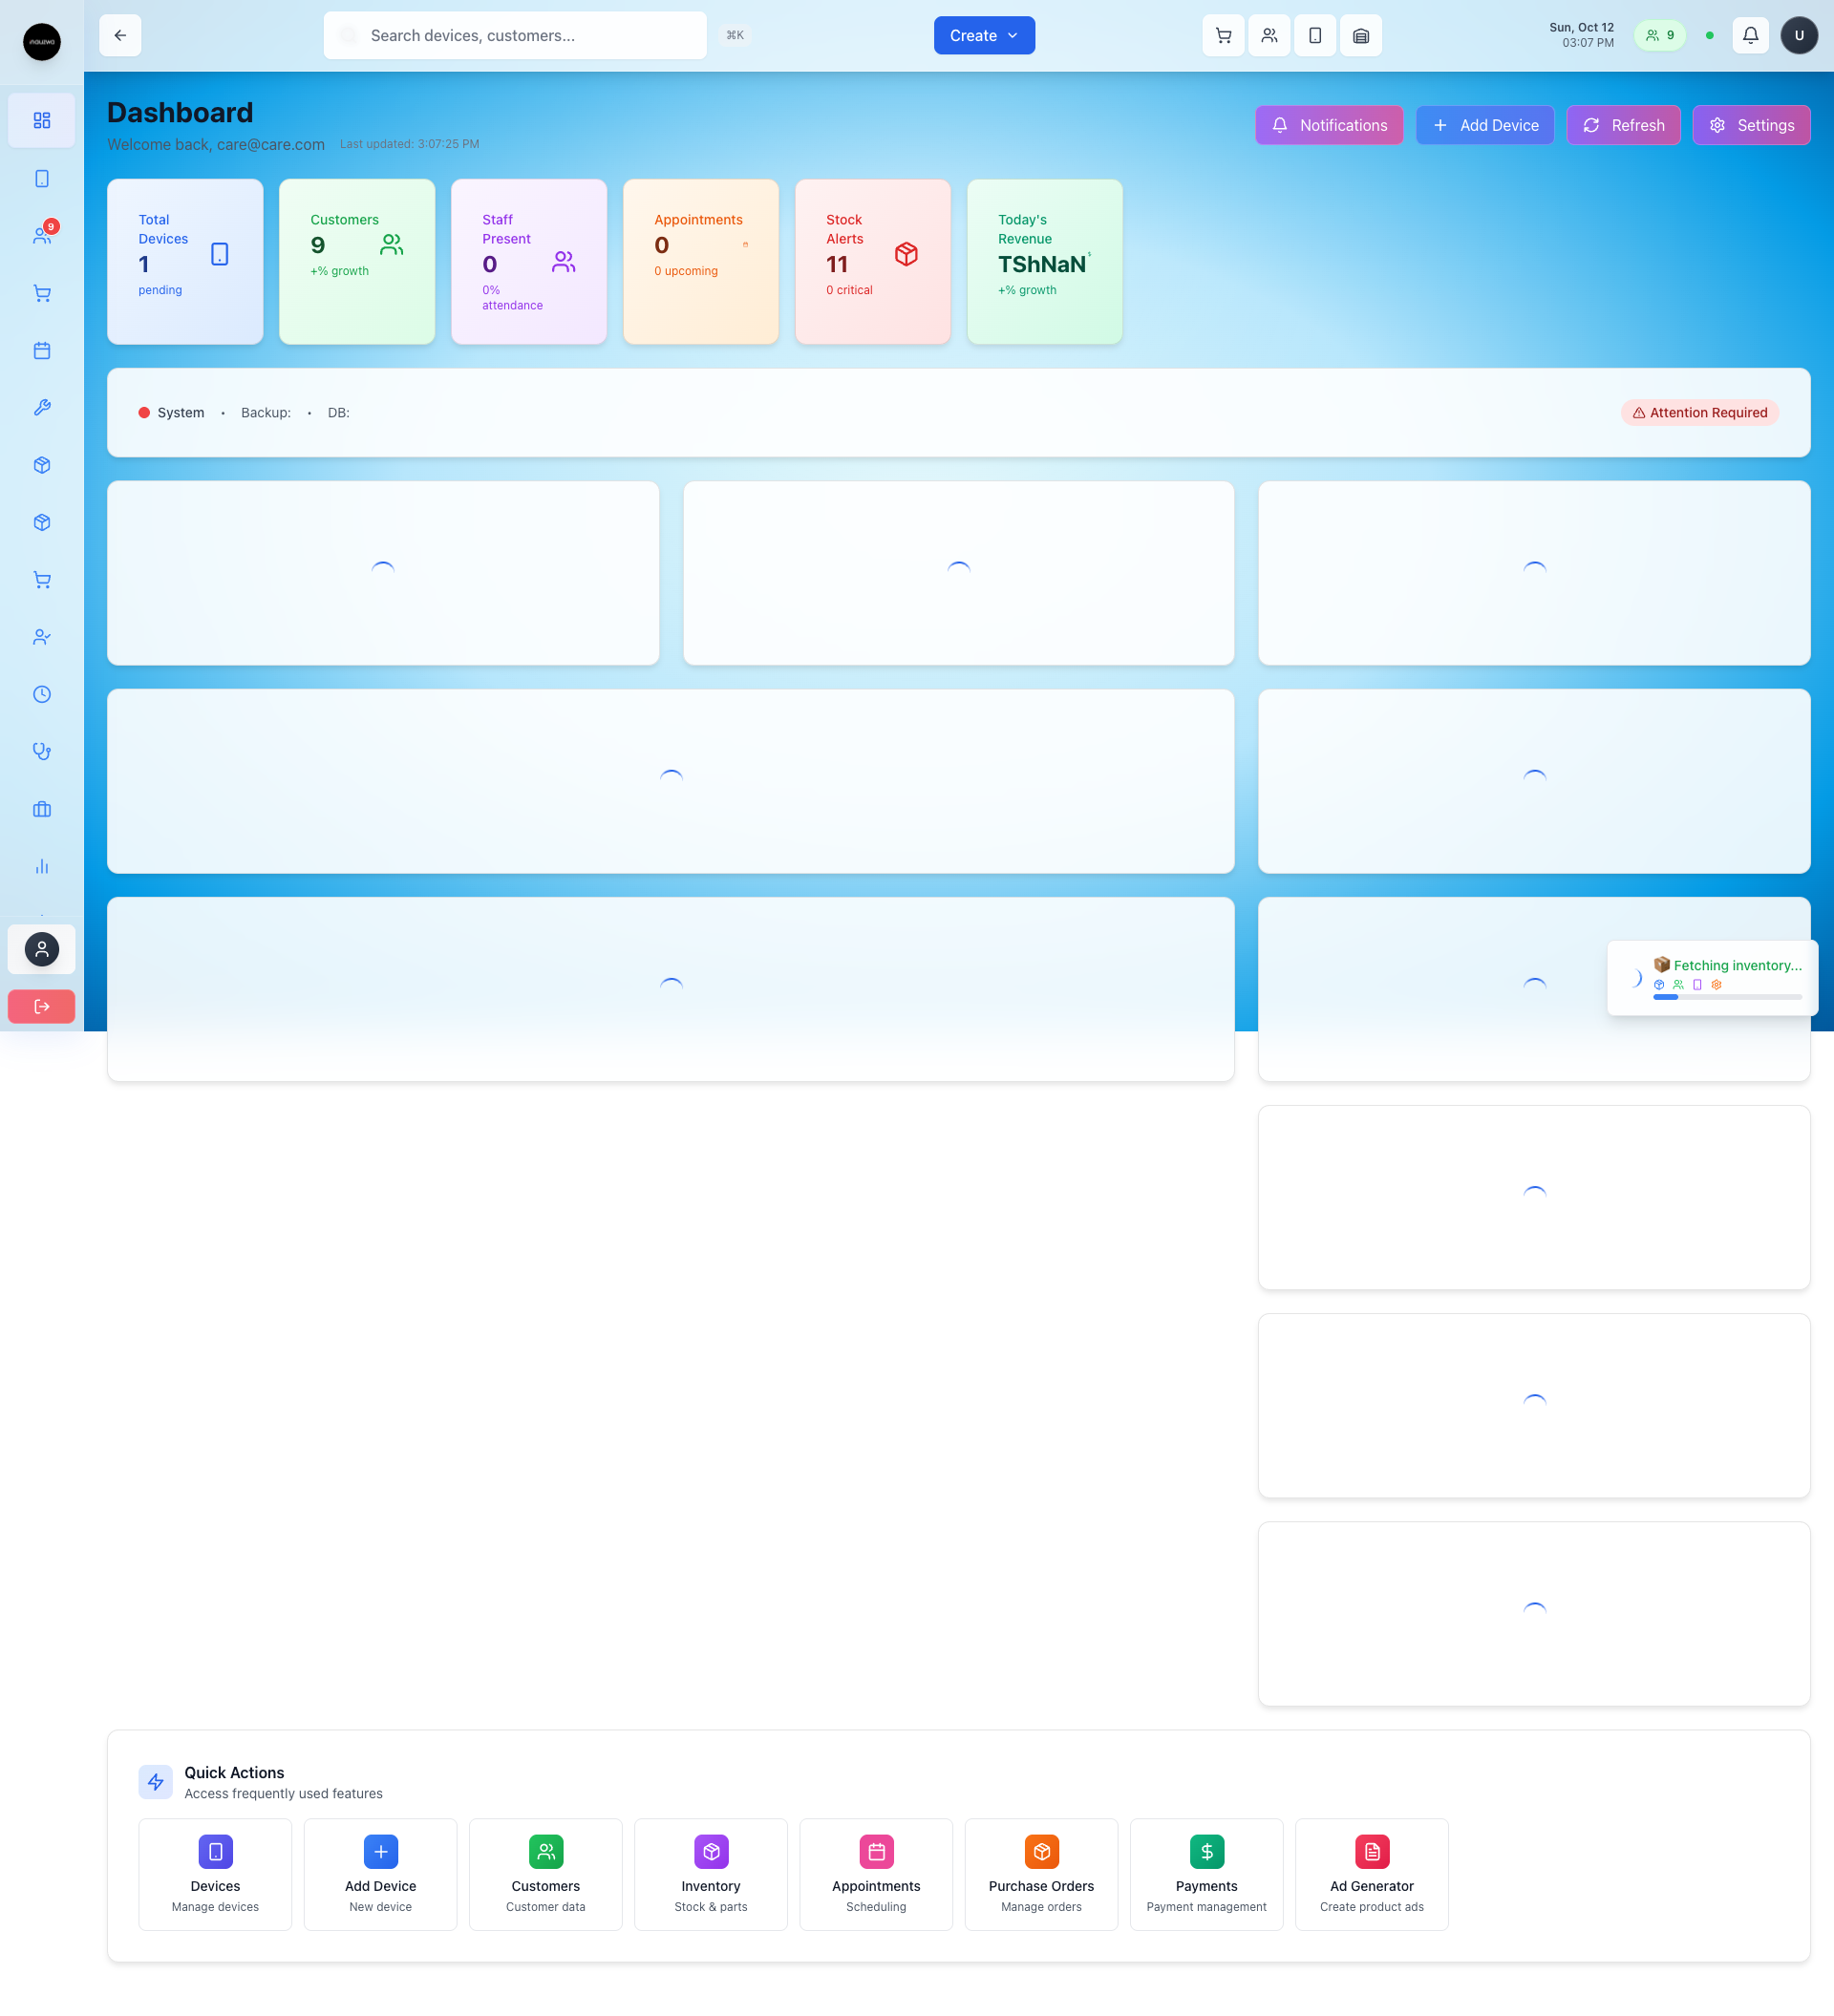 Search devices, customers...
⌘K
Create
Sun, Oct 12
03:07 PM
9
U
9
Dashboard
Welcome back, care@care.com
Last updated: 3:07:25 PM
Notifications
Add Device
Refresh
Settings
Total
Devices
1
pending
Customers
9
+% growth
Staff
Present
0
0%
attendance
Appointments
0
0 upcoming
Stock
Alerts
11
0 critical
Today's
Revenue
TShNaN
+% growth
System • Backup: • DB:
Attention Required
📦 Fetching inventory...
Quick Actions
Access frequently used features
Devices
Manage devices
Add Device
New device
Customers
Customer data
Inventory
Stock & parts
Appointments
Scheduling
Purchase Orders
Manage orders
Payments
Payment management
Ad Generator
Create product ads